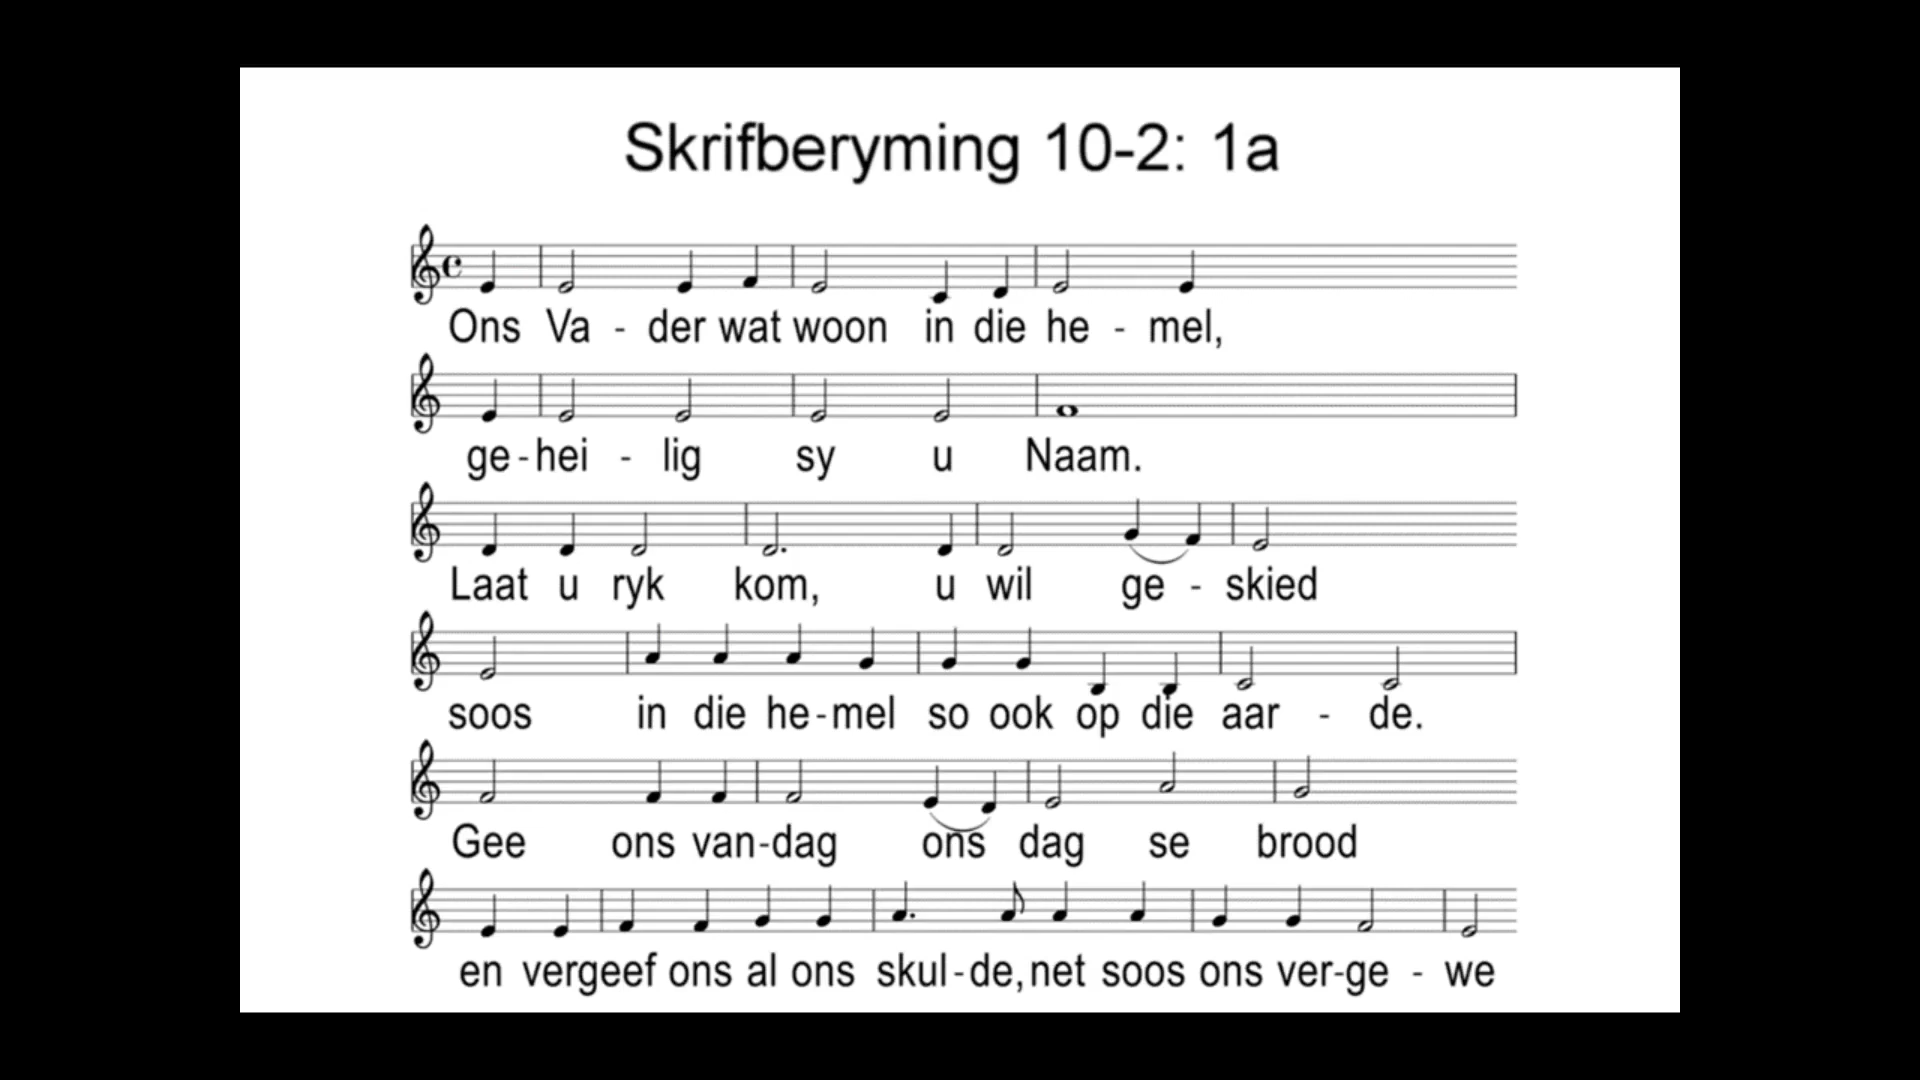 Skrifberyming 10-2: 1a
Ons Va - der wat woon in die he - mel,
ge - hei - lig sy u Naam.
Laat u ryk kom, u wil ge - skied
soos in die he - mel so ook op die aar - de.
Gee ons van - dag ons dag se brood
en vergeef ons al ons skul - de, net soos ons ver - ge - we